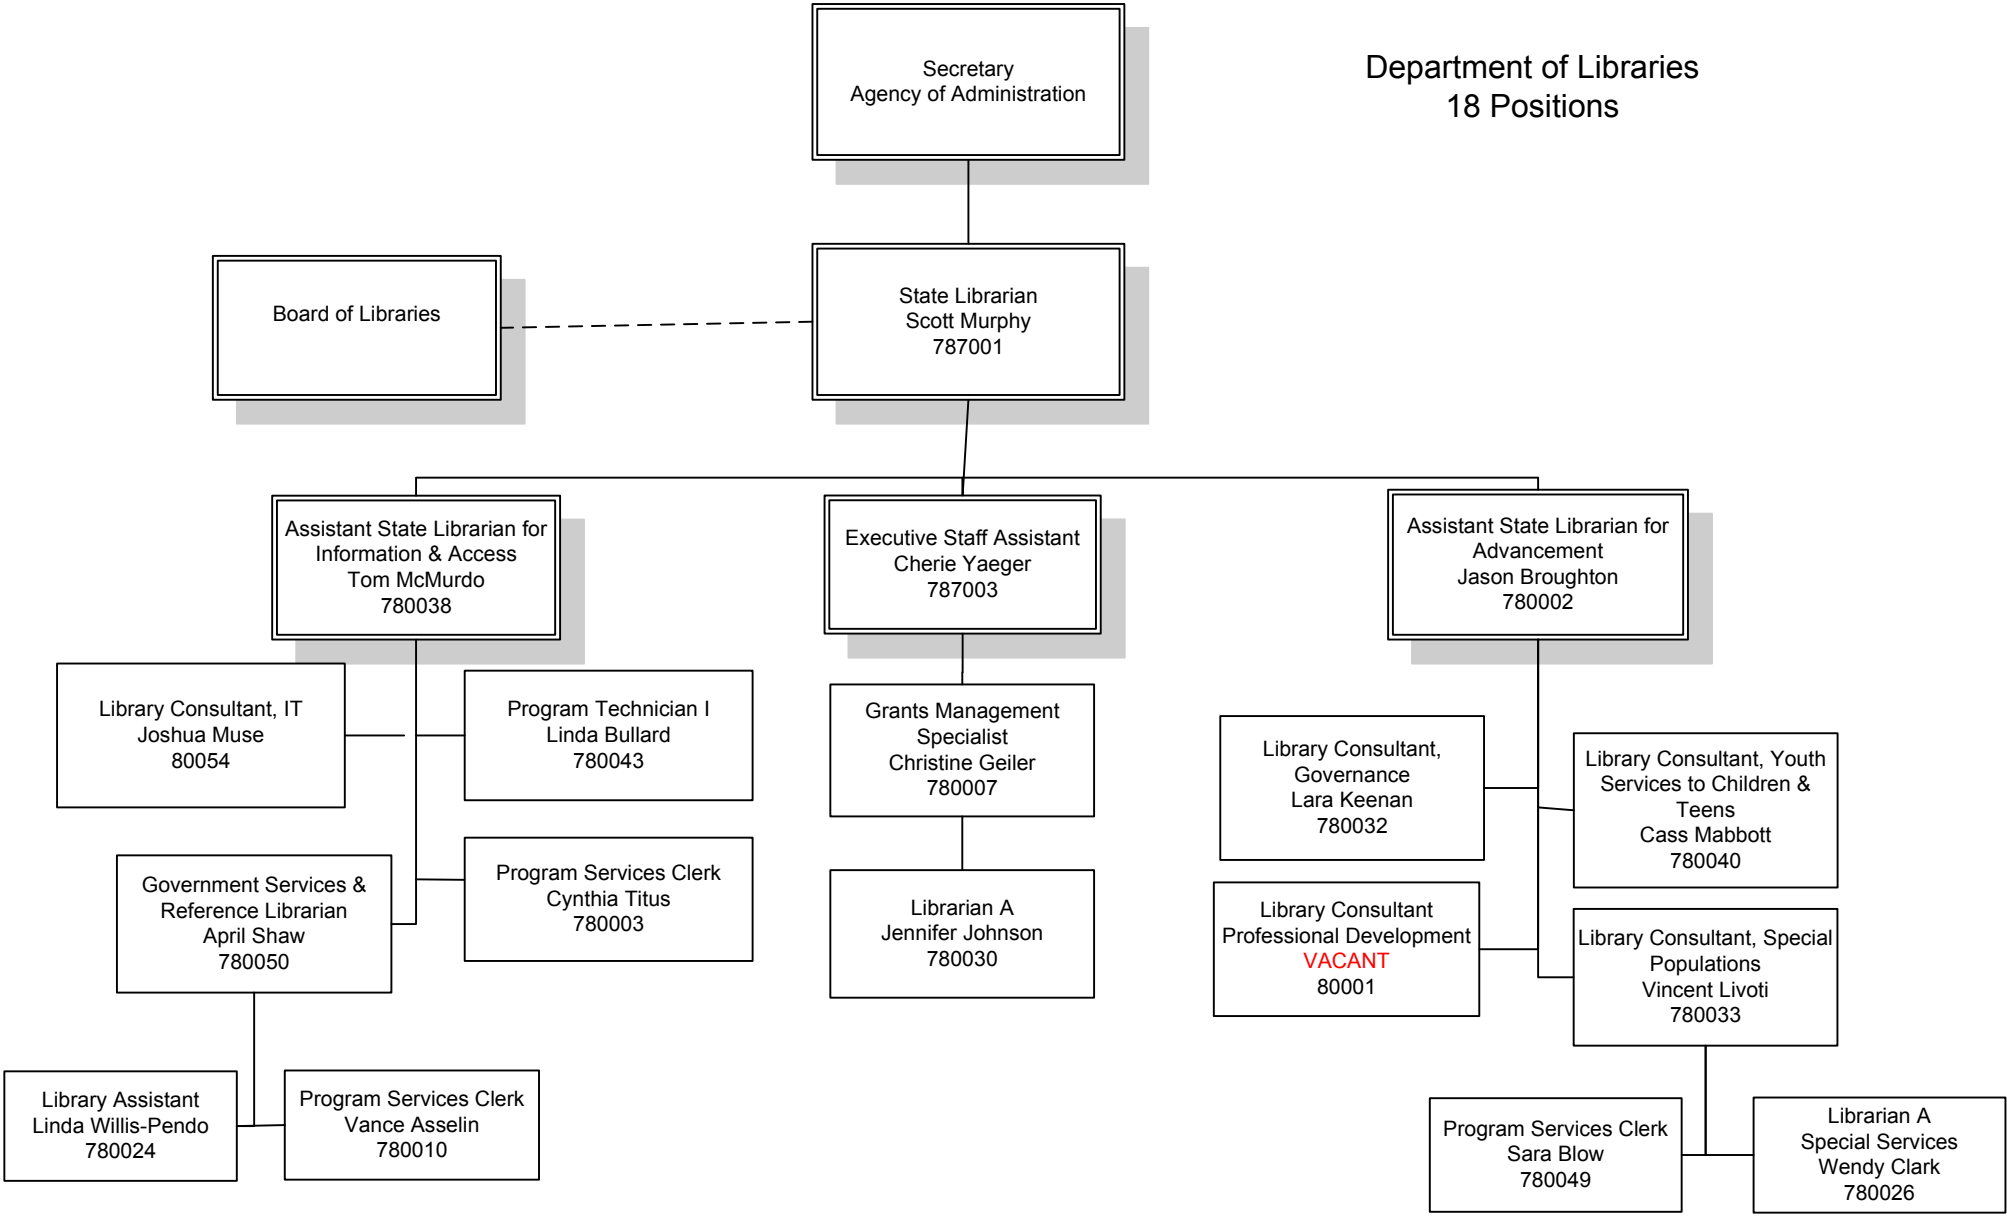 Secretary
Agency of Administration
Department of Libraries
18 Positions
Board of Libraries
State Librarian
Scott Murphy
787001
Assistant State Librarian for
Information & Access
Tom McMurdo
780038
Executive Staff Assistant
Cherie Yaeger
787003
Assistant State Librarian for
Advancement
Jason Broughton
780002
Library Consultant, IT
Joshua Muse
80054
Program Technician I
Linda Bullard
780043
Grants Management
Specialist
Christine Geiler
780007
Library Consultant,
Governance
Lara Keenan
780032
Library Consultant, Youth
Services to Children &
Teens
Cass Mabbott
780040
Government Services &
Reference Librarian
April Shaw
780050
Program Services Clerk
Cynthia Titus
780003
Librarian A
Jennifer Johnson
780030
Library Consultant
Professional Development
VACANT
80001
Library Consultant, Special
Populations
Vincent Livoti
780033
Library Assistant
Linda Willis-Pendo
780024
Program Services Clerk
Vance Asselin
780010
Program Services Clerk
Sara Blow
780049
Librarian A
Special Services
Wendy Clark
780026